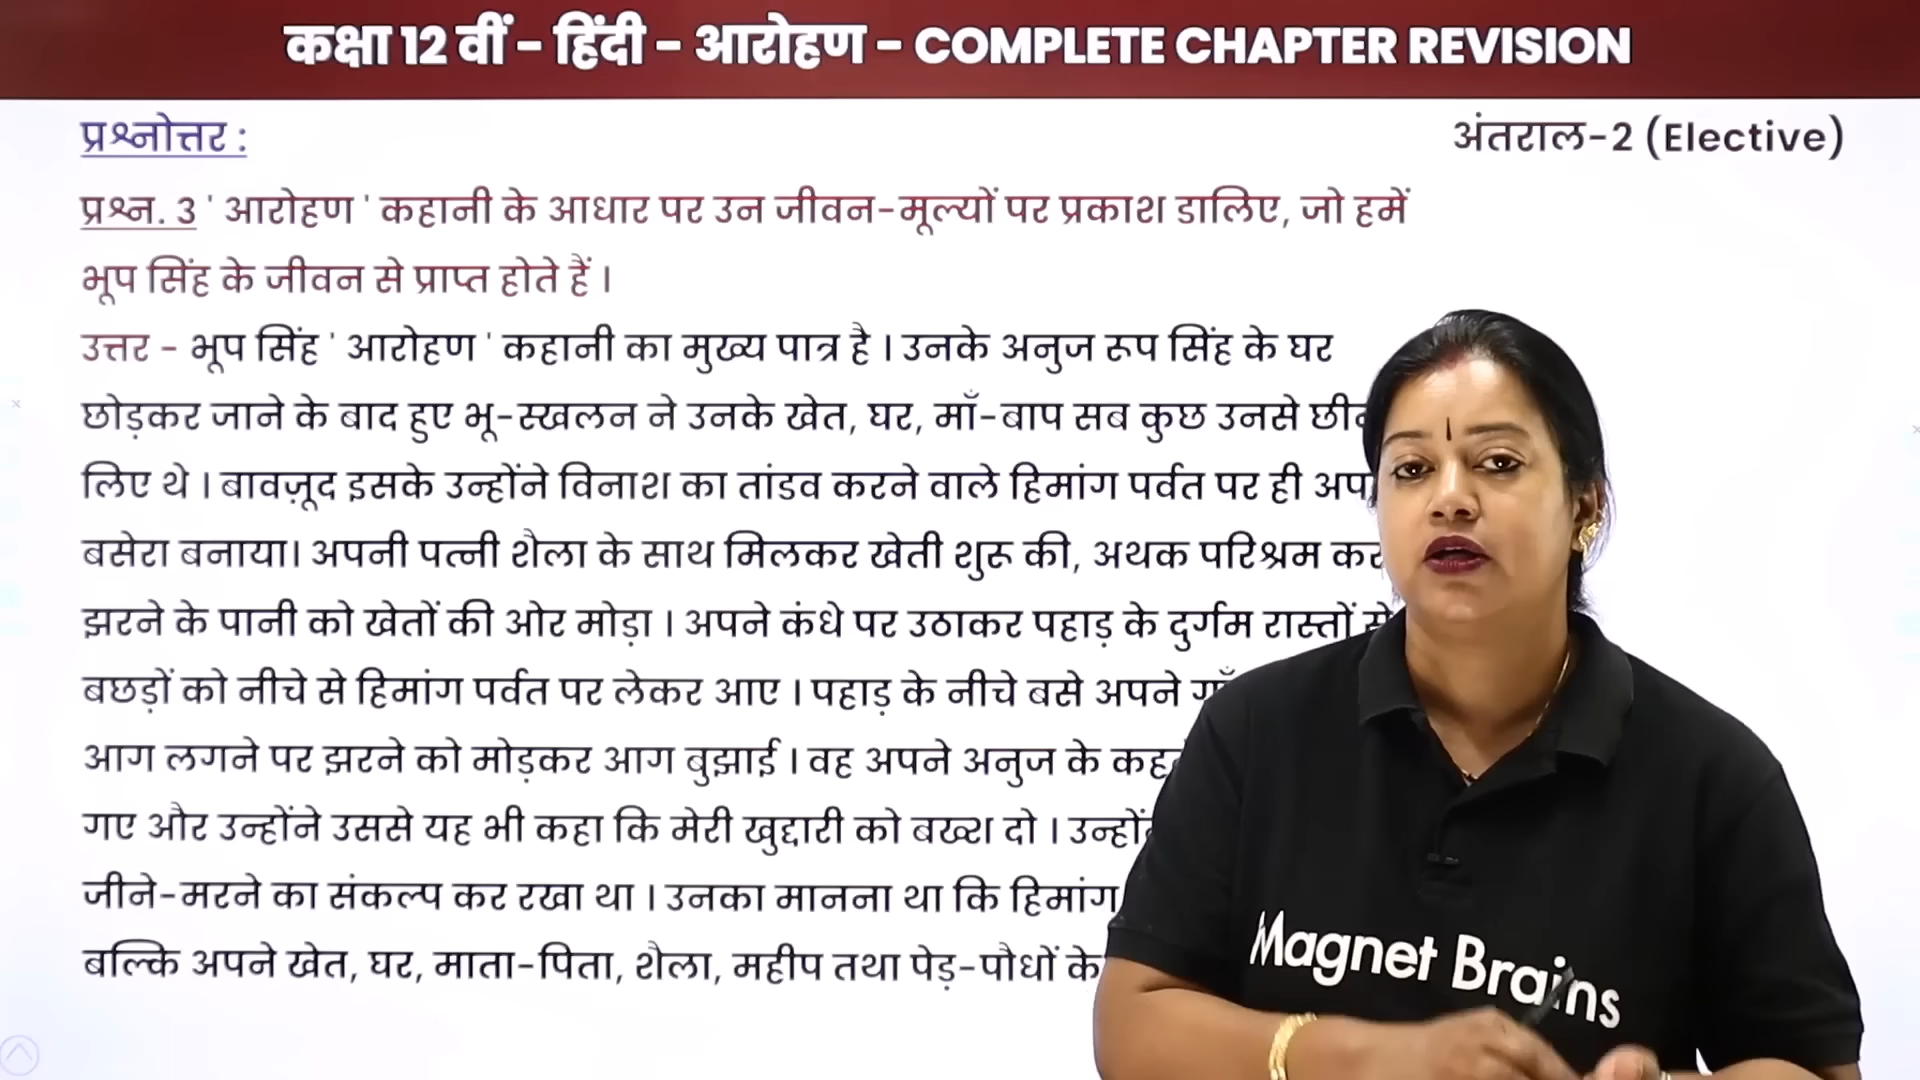 कक्षा 12 वीं - हिंदी - आरोहण - COMPLETE CHAPTER REVISION
प्रश्नोत्तर :
अंतराल-2 (Elective)
प्रश्न. 3 ' आरोहण ' कहानी के आधार पर उन जीवन-मूल्यों पर प्रकाश डालिए, जो हमें
भूप सिंह के जीवन से प्राप्त होते हैं ।
उत्तर - भूप सिंह ' आरोहण ' कहानी का मुख्य पात्र है । उनके अनुज रूप सिंह के घर
छोड़कर जाने के बाद हुए भू-स्खलन ने उनके खेत, घर, माँ-बाप सब कुछ उनसे
लिए थे । बावज़ूद इसके उन्होंने विनाश का तांडव करने वाले हिमांग पर्वत पर ही
बसेरा बनाया। अपनी पत्नी शैला के साथ मिलकर खेती शुरू की, अथक परिश्रम
झरने के पानी को खेतों की ओर मोड़ा । अपने कंधे पर उठाकर पहाड़ के दुर्गम रास्तों से
बछड़ों को नीचे से हिमांग पर्वत पर लेकर आए । पहाड़ के नीचे बसे अपने
आग लगने पर झरने को मोड़कर आग बुझाई । वह अपने अनुज के
गए और उन्होंने उससे यह भी कहा कि मेरी खुद्दारी को बख्श दो ।
जीने-मरने का संकल्प कर रखा था । उनका मानना था कि हिमांग
बल्कि अपने खेत, घर, माता-पिता, शैला, महीप तथा पेड़-पौधों के
Magnet Brains